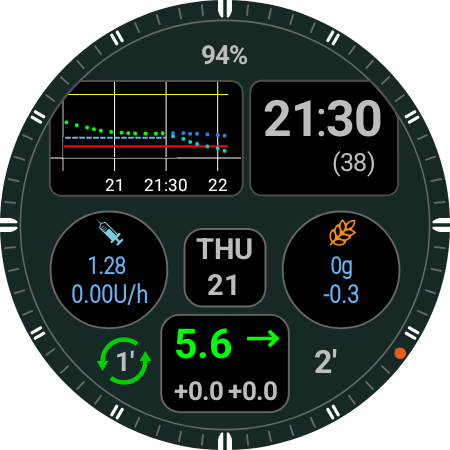 94%
21:30
(38)
21 21:30 22
1.28
0.00U/h
THU
21
0g
-0.3
5.6 →
+0.0 +0.0
1'
2'